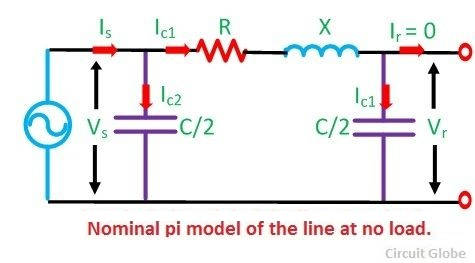 Is Ic1 R X Ir = 0
Vs Ic2 C/2 C/2 Ic1 Vr
Nominal pi model of the line at no load.
Circuit Globe